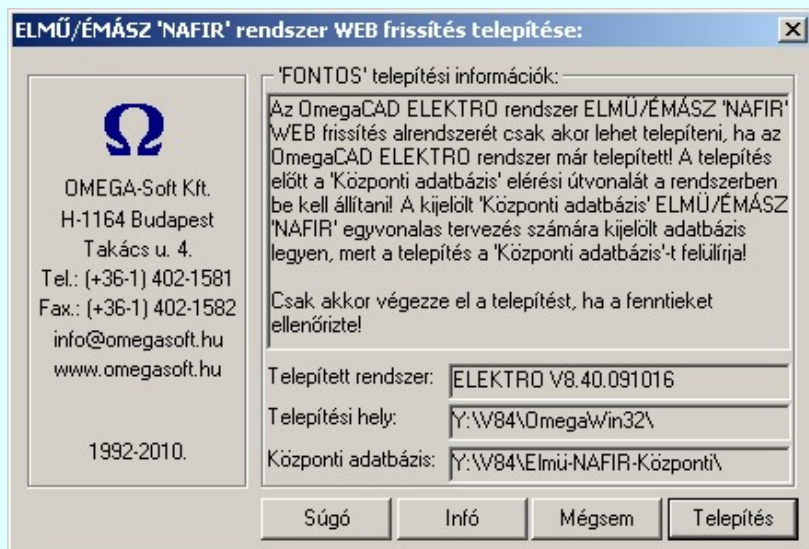 ELMŰ/ÉMÁSZ 'NAFIR' rendszer WEB frissítés telepítése:
Ω
OMEGA-Soft Kft.
H-1164 Budapest
Takács u. 4.
Tel.: (+36-1) 402-1581
Fax.: (+36-1) 402-1582
info@omegasoft.hu
www.omegasoft.hu
1992-2010.
'FONTOS' telepítési információk:
Az OmegaCAD ELEKTRO rendszer ELMÜ/ÉMÁSZ 'NAFIR'
WEB frissítés alrendszerét csak akor lehet telepíteni, ha az
OmegaCAD ELEKTRO rendszer már telepített! A telepítés
előtt a 'Központi adatbázis' elérési útvonalát a rendszerben
be kell állítani! A kijelölt 'Központi adatbázis' ELMŰ/ÉMÁSZ
'NAFIR' egyvonalas tervezés számára kijelölt adatbázis
legyen, mert a telepítés a 'Központi adatbázis'-t felülírja!
Csak akkor végezze el a telepítést, ha a fenntieket
ellenőrizte!
Telepített rendszer: ELEKTRO V8.40.091016
Telepítési hely: Y:\V84\OmegaWin32\
Központi adatbázis: Y:\V84\Elmü-NAFIR-Központi\
Súgó Infó Mégsem Telepítés